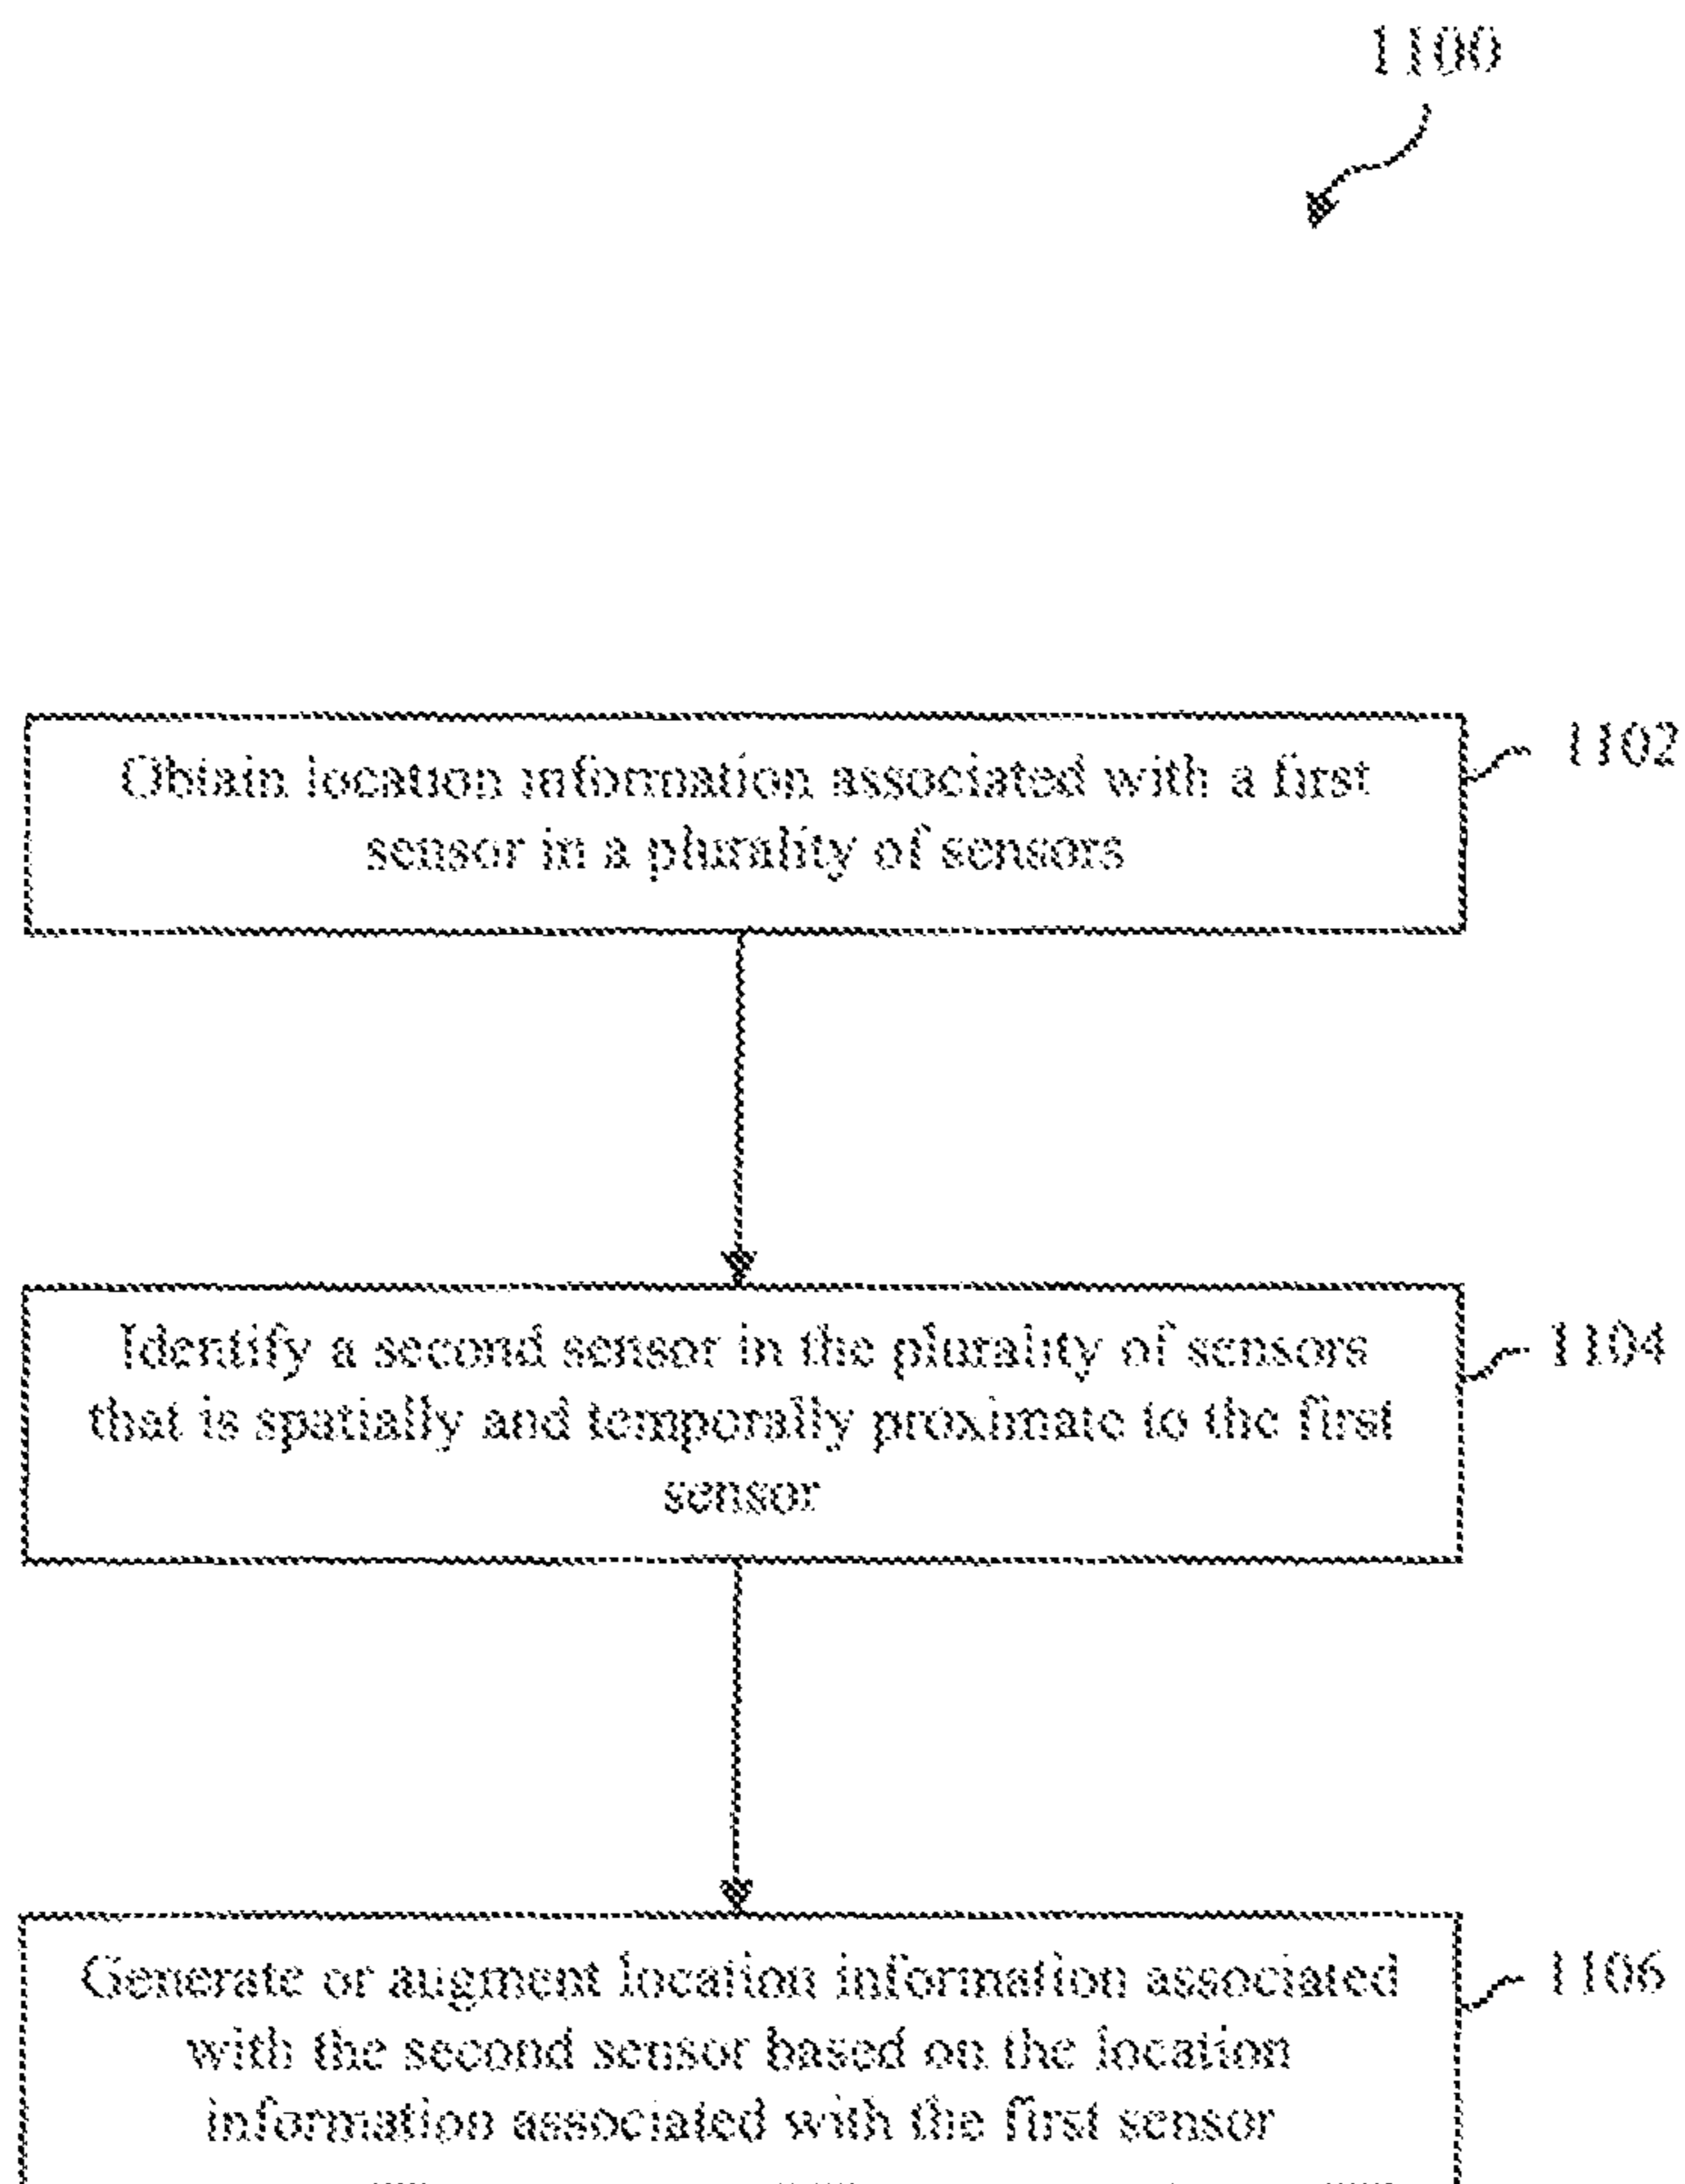 1100
Obtain location information associated with a first
1102
sensor in a plurality of sensors
Identify a second sensor in the plurality of sensors
1104
that is spatially and temporally proximate to the first
sensor
Generate or augment location information associated
1106
with the second sensor based on the location
information associated with the first sensor